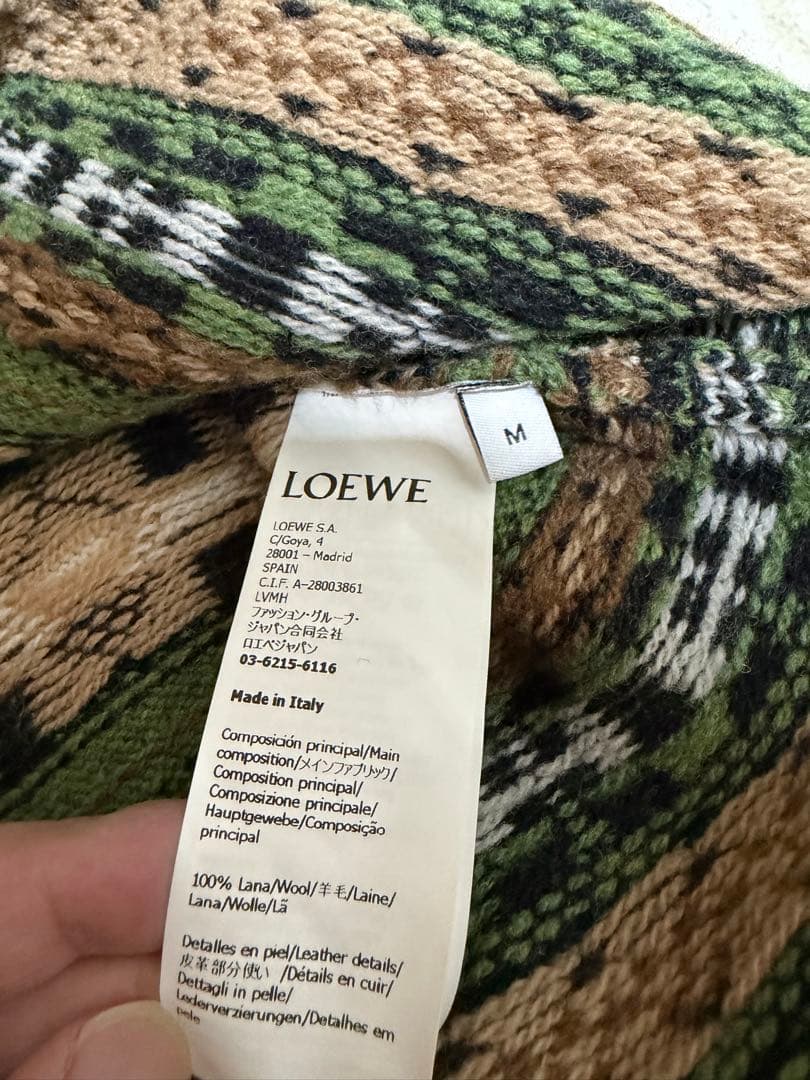 M
LOEWE
LOEWE S.A.
C/Goya, 4
28001 – Madrid
SPAIN
C.I.F. A–28003861
LVMH
ファッション・グループ・
ジャパン合同会社
ロエベジャパン
03-6215-6116
Made in Italy
Composición principal/Main
composition/メインファブリック/
Composition principal/
Composizione principale/
Hauptgewebe/Composição
principal
100% Lana/Wool/羊毛/Laine/
Lana/Wolle/Lã
Detalles en piel/Leather details/
皮革部分使い /Détails en cuir/
Dettagli in pelle/
Lederverzierungen/Detalhes em
pele